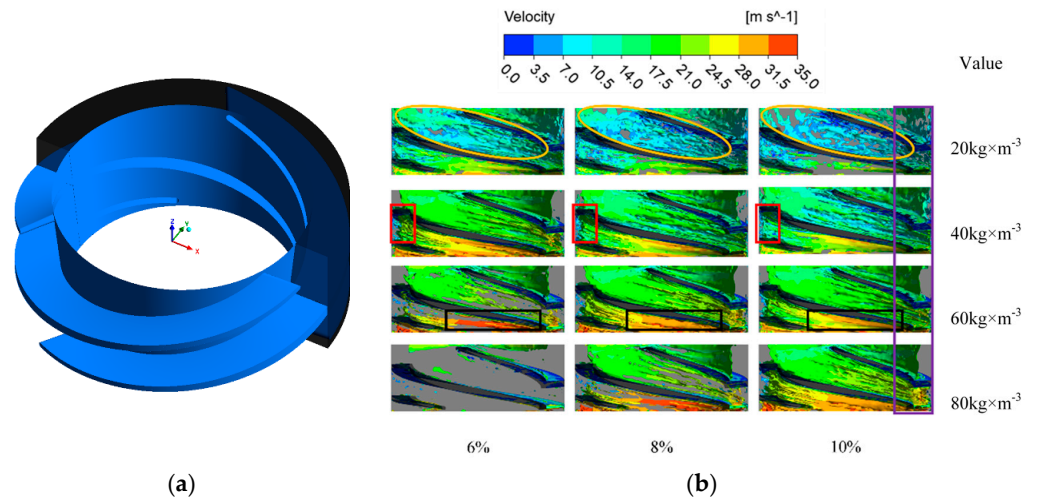 Velocity [m s^-1]
0.0 3.5 7.0 10.5 14.0 17.5 21.0 24.5 28.0 31.5 35.0
Value
Z
Y
X
20kg×m-3
40kg×m-3
60kg×m-3
80kg×m-3
6% 8% 10%
(a) (b)